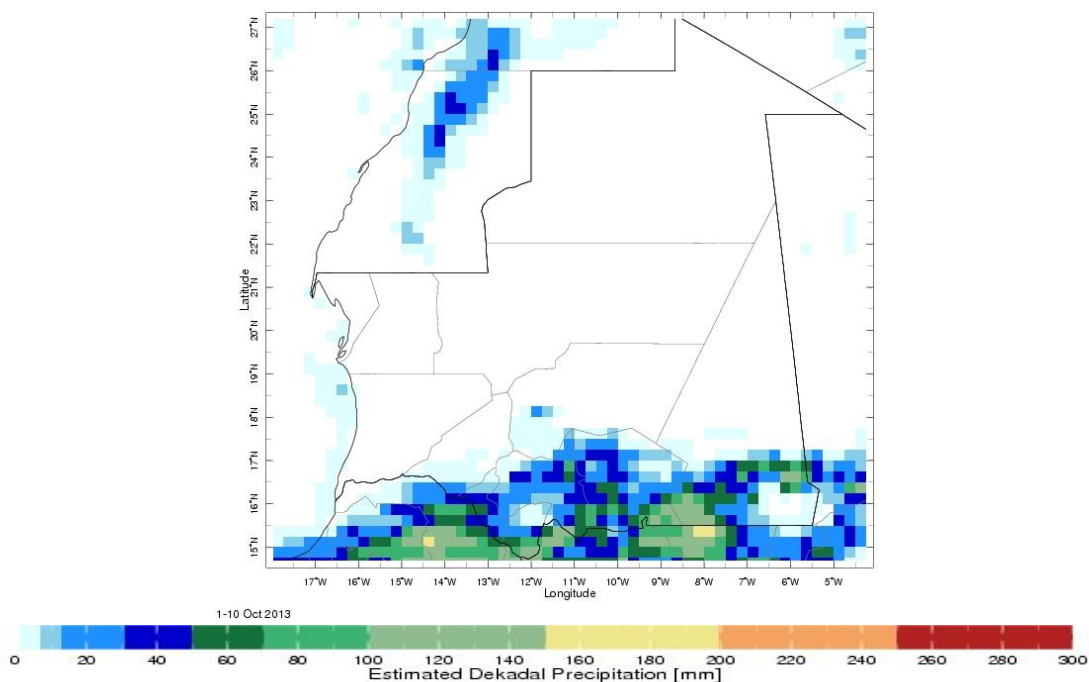 27°N
26°N
25°N
24°N
23°N
22°N
21°N
20°N
19°N
18°N
17°N
16°N
15°N
Latitude
17°W 16°W 15°W 14°W 13°W 12°W 11°W 10°W 9°W 8°W 7°W 6°W 5°W
Longitude
1-10 Oct 2013
0 20 40 60 80 100 120 140 160 180 200 220 240 260 280 300
Estimated Dekadal Precipitation [mm]